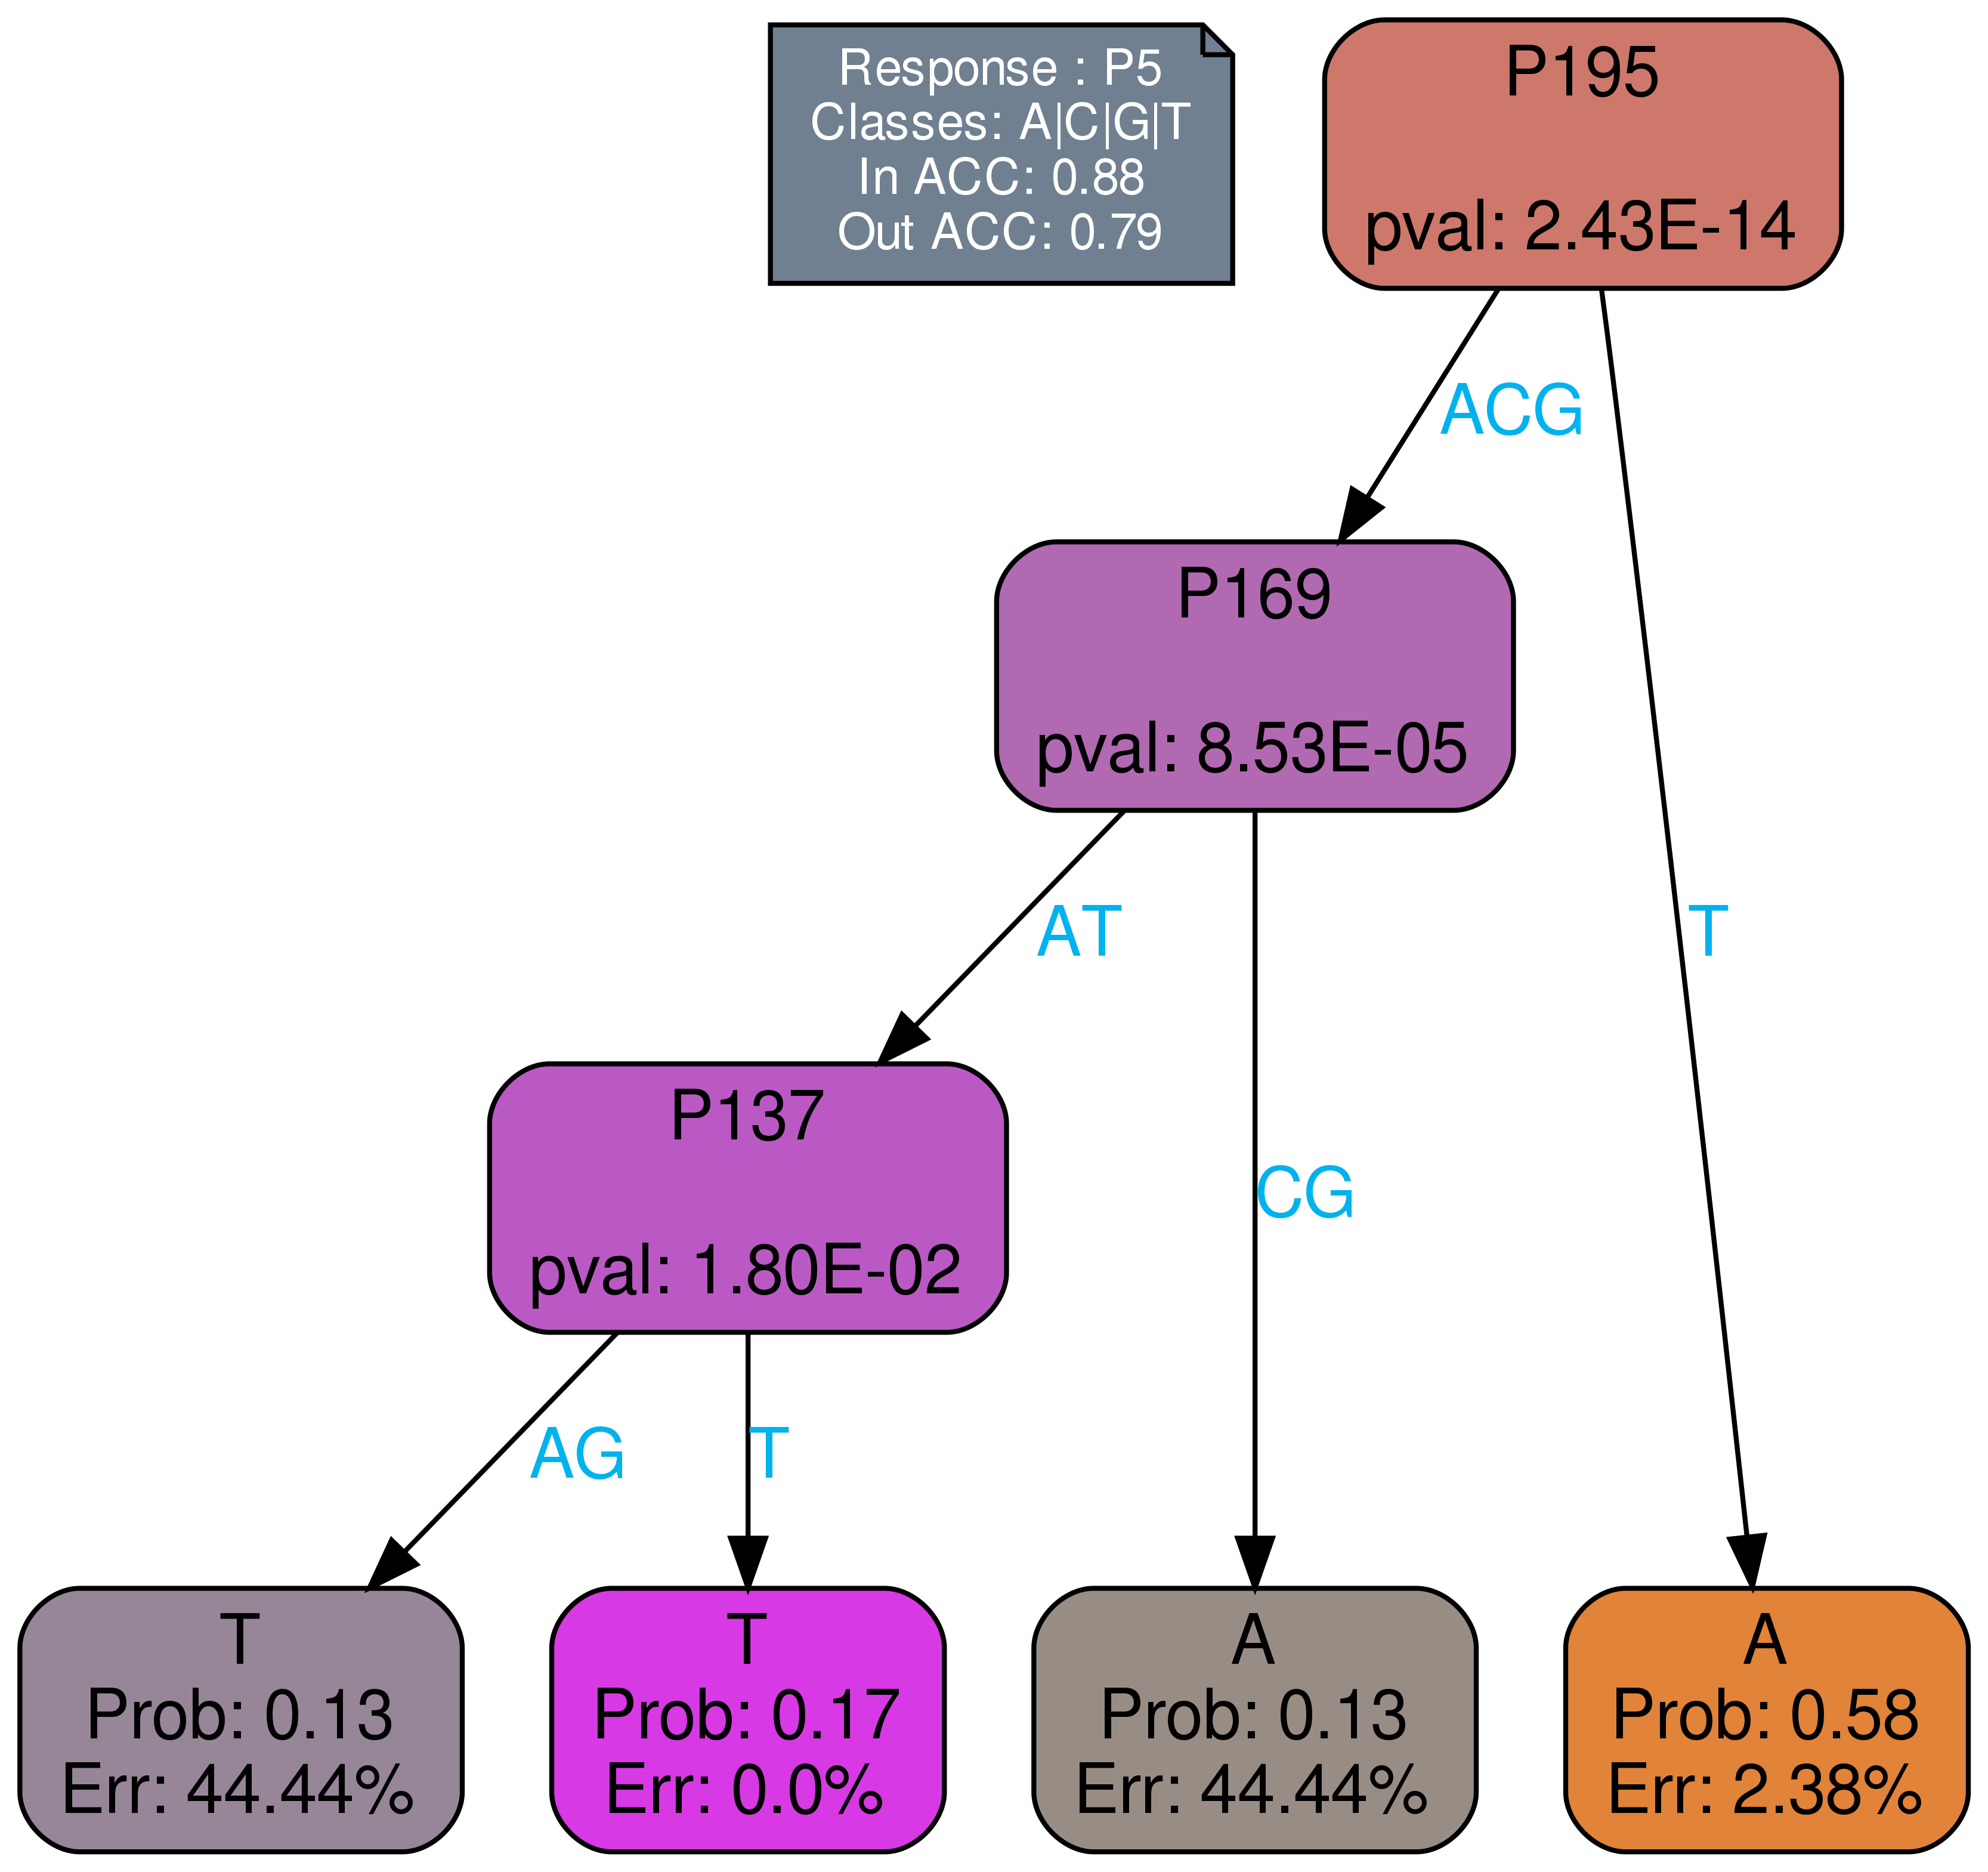 Response : P5
Classes: A|C|G|T
In ACC: 0.88
Out ACC: 0.79
P195
pval: 2.43E-14
ACG
P169
pval: 8.53E-05
AT
T
P137
pval: 1.80E-02
CG
AG
T
T
Prob: 0.13
Err: 44.44%
T
Prob: 0.17
Err: 0.0%
A
Prob: 0.13
Err: 44.44%
A
Prob: 0.58
Err: 2.38%